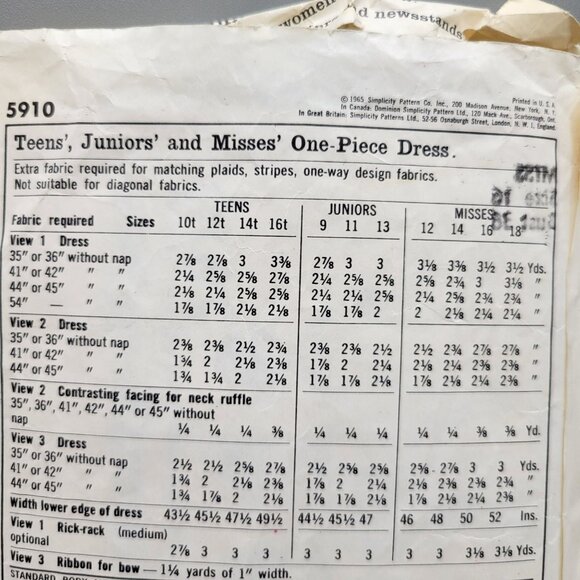 women
d newsstands
5910
© 1965 Simplicity Pattern Co. Inc., 200 Madison Avenue, New York, N. Y.
Printed in U. S. A.
In Canada: Dominion Simplicity Pattern Ltd., 120 Mack Ave., Scarborough, Ont.
In Great Britain: Simplicity Patterns Ltd., 52-56 Osnaburgh Street, London, N. W. 1, England.
Teens', Juniors' and Misses' One-Piece Dress.
Extra fabric required for matching plaids, stripes, one-way design fabrics.
Not suitable for diagonal fabrics.
TEENS JUNIORS MISSES
Fabric required Sizes 10t 12t 14t 16t 9 11 13 12 14 16 18
View 1 Dress
35" or 36" without nap 2⅞ 2⅞ 3 3⅜ 2⅞ 3 3 3⅛ 3⅜ 3½ 3½ Yds.
41" or 42" " " 2¼ 2⅝ 2⅝ 2⅞ 2¼ 2⅝ 2⅝ 2⅝ 2¾ 3 3⅛ "
44" or 45" " " 2⅛ 2¼ 2⅝ 2⅝ 2¼ 2¼ 2⅝ 2¼ 2⅝ 2¾ 2¾ "
54" — " 1⅞ 1⅞ 2⅛ 2⅛ 1⅞ 1⅞ 2 2 2⅛ 2¼ 2¼ "
View 2 Dress
35" or 36" without nap 2⅜ 2⅜ 2½ 2¾ 2⅜ 2⅜ 2½ 2½ 2¾ 2⅞ 2⅞ "
41" or 42" " " 1¾ 2 2 2⅜ 1⅞ 2 2¼ 2⅛ 2¼ 2⅜ 2⅜ "
44" or 45" " " 1¾ 1¾ 2 2⅛ 1⅞ 1⅞ 2⅛ 1⅞ 2⅛ 2¼ 2⅜ "
View 2 Contrasting facing for neck ruffle
35", 36", 41", 42", 44" or 45" without
nap ¼ ¼ ¼ ⅜ ¼ ¼ ¼ ¼ ¼ ⅜ ⅜ Yd.
View 3 Dress
35" or 36" without nap 2½ 2½ 2⅝ 2⅞ 2½ 2⅝ 2⅝ 2⅝ 2⅞ 3 3 Yds.
41" or 42" " " 1¾ 2 2⅛ 2⅜ 2 2⅛ 2¼ 2⅛ 2⅜ 2⅜ 2¾ "
44" or 45" " " 1¾ 1⅞ 2 2⅛ 1⅞ 1⅞ 2⅛ 1⅞ 2⅛ 2¼ 2⅜ "
Width lower edge of dress 43½ 45½ 47½ 49½ 44½ 45½ 47 46 48 50 52 Ins.
View 1 Rick-rack (medium)
optional 2⅞ 3 3 3 3 3 3 3 3 3⅛ 3⅛ Yds.
View 3 Ribbon for bow — 1¼ yards of 1" width.